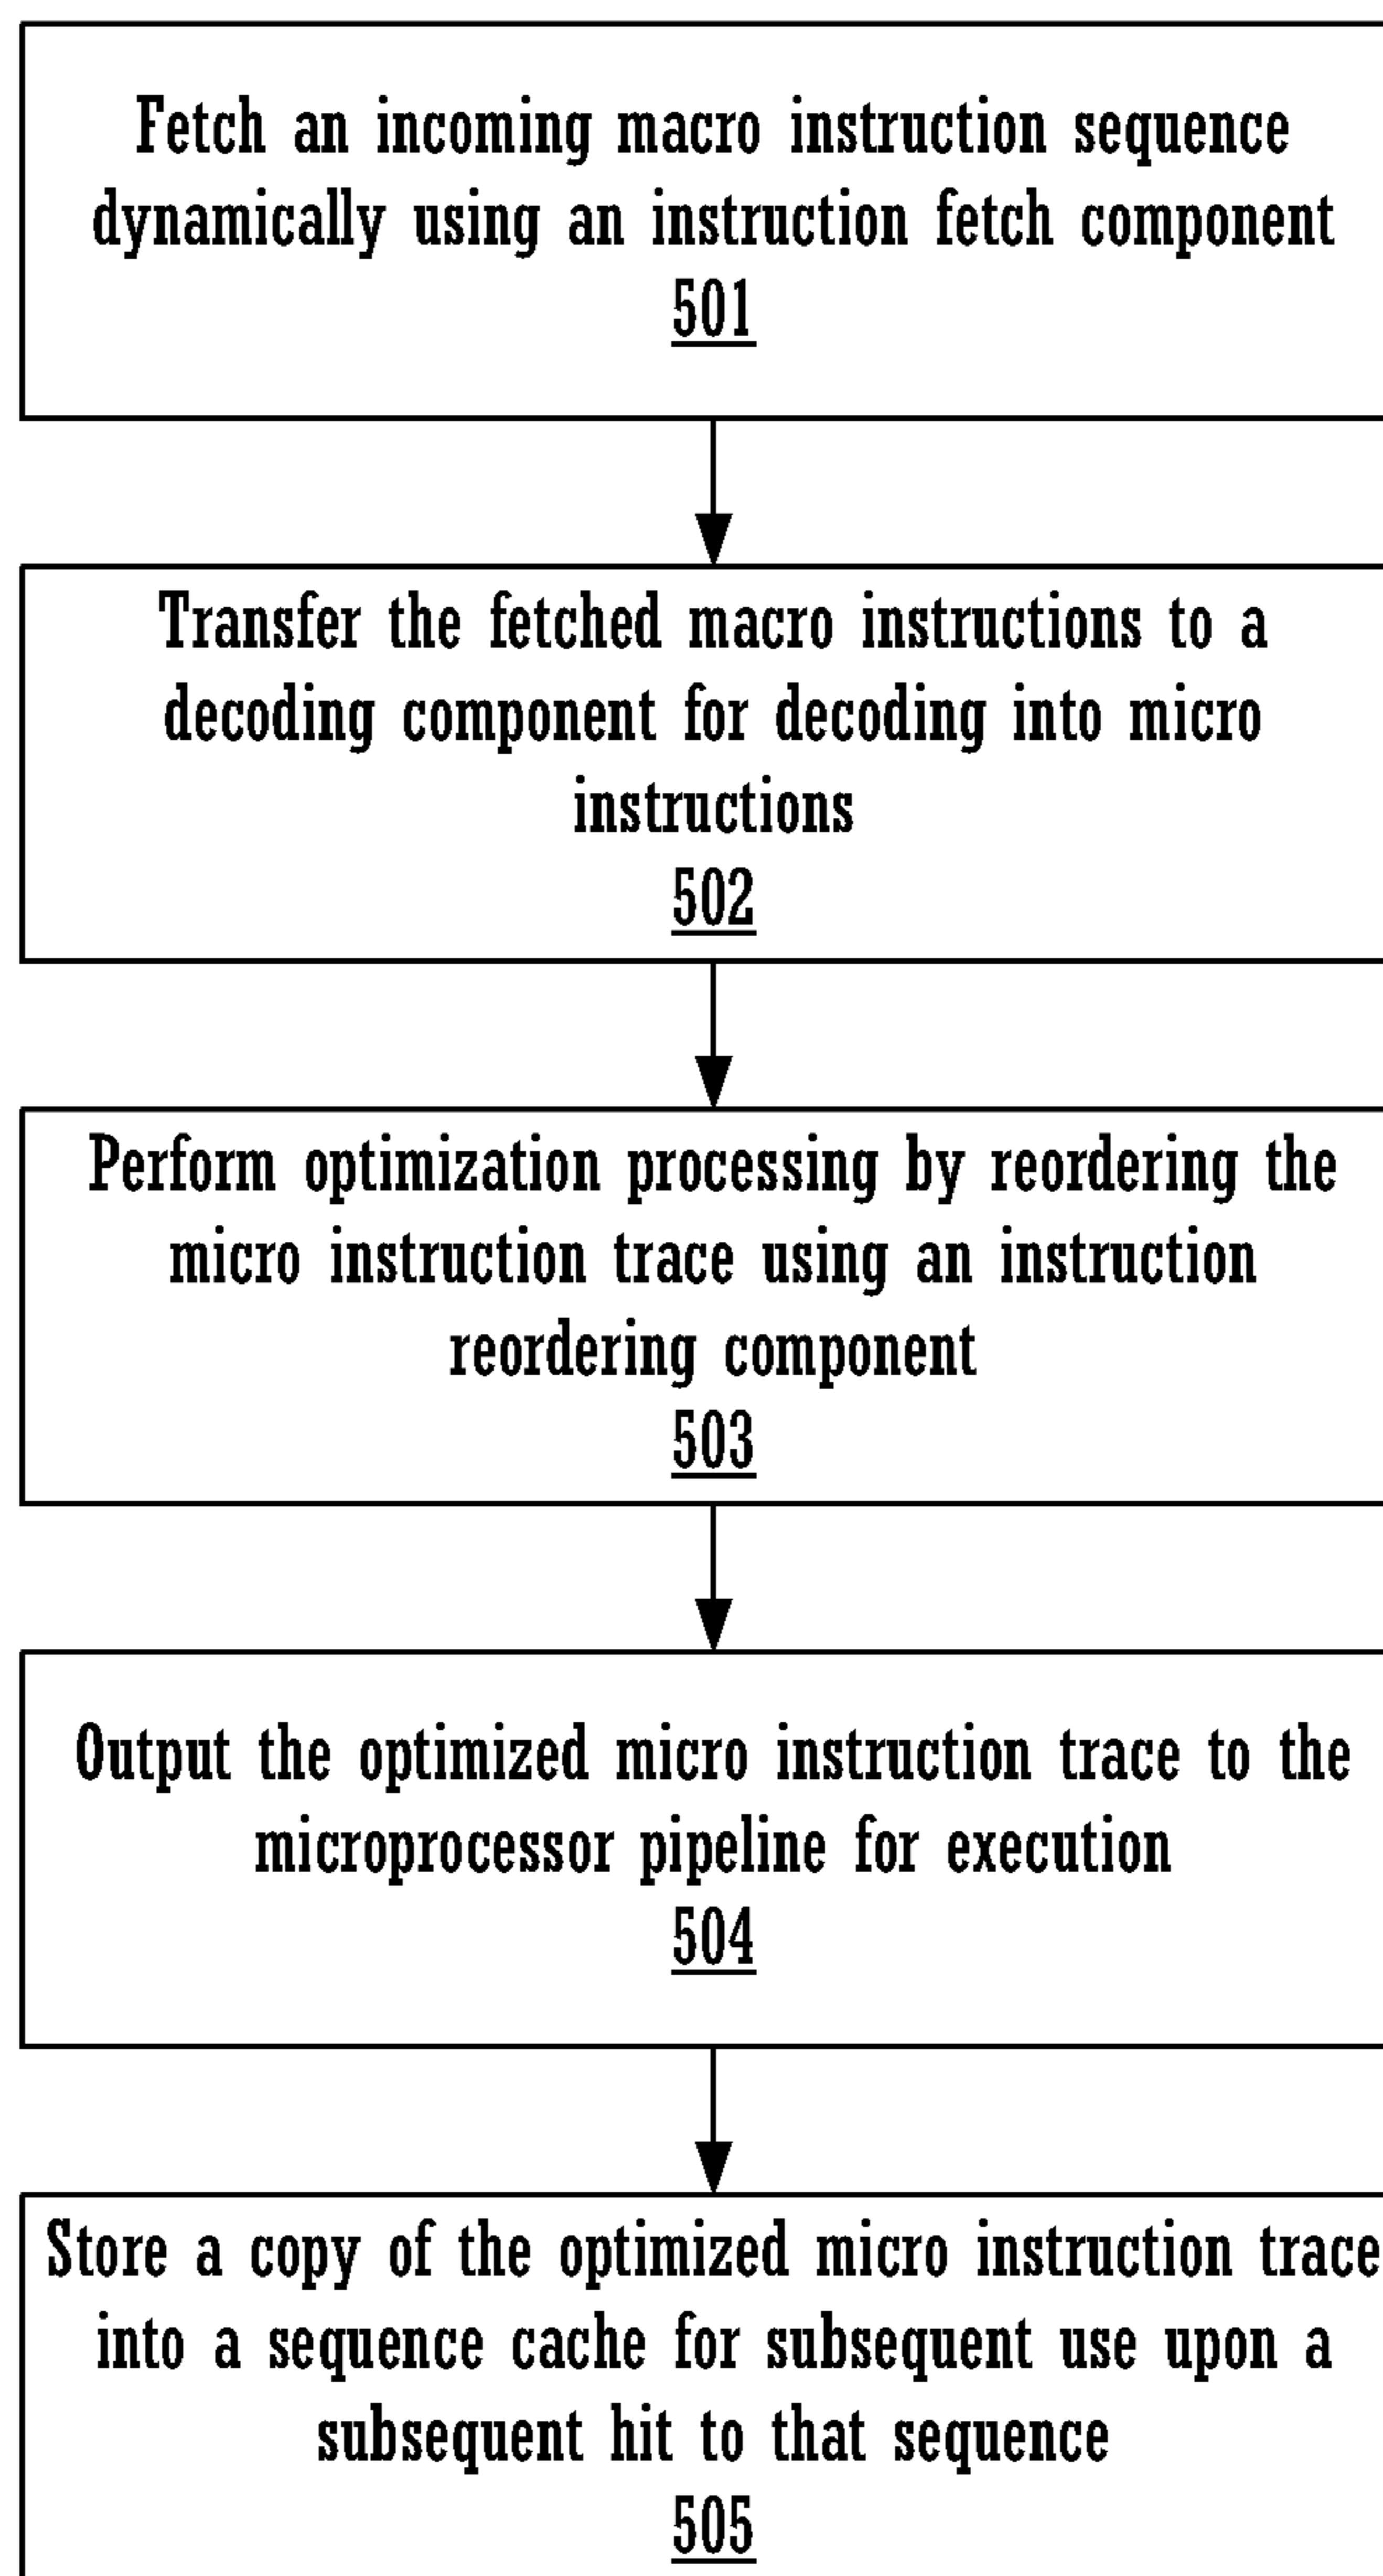 Fetch an incoming macro instruction sequence
dynamically using an instruction fetch component
501
Transfer the fetched macro instructions to a
decoding component for decoding into micro
instructions
502
Perform optimization processing by reordering the
micro instruction trace using an instruction
reordering component
503
Output the optimized micro instruction trace to the
microprocessor pipeline for execution
504
Store a copy of the optimized micro instruction trace
into a sequence cache for subsequent use upon a
subsequent hit to that sequence
505